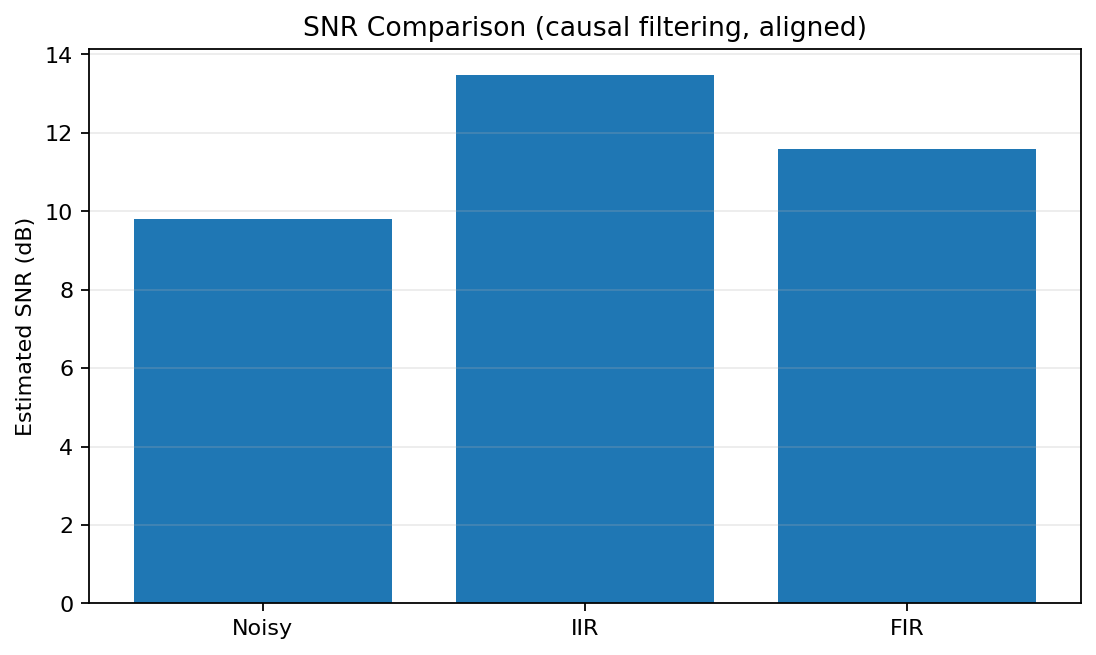 SNR Comparison (causal filtering, aligned)
Estimated SNR (dB)
14
12
10
8
6
4
2
0
Noisy IIR FIR